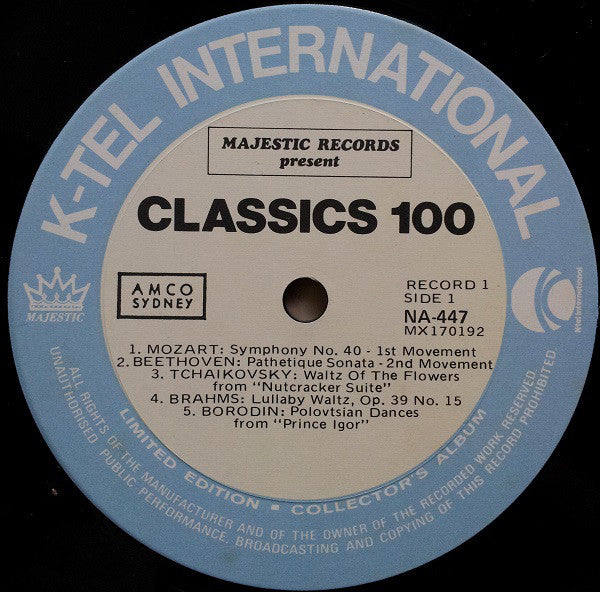 K-TEL INTERNATIONAL
MAJESTIC RECORDS
present
CLASSICS 100
AMCO
SYDNEY
RECORD 1
SIDE 1
NA-447
MX170192
MAJESTIC
K-tel International
1. MOZART: Symphony No. 40 - 1st Movement
2. BEETHOVEN: Pathetique Sonata - 2nd Movement
3. TCHAIKOVSKY: Waltz Of The Flowers
from "Nutcracker Suite"
4. BRAHMS: Lullaby Waltz, Op. 39 No. 15
5. BORODIN: Polovtsian Dances
from "Prince Igor"
LIMITED EDITION ▪ COLLECTOR'S ALBUM
ALL RIGHTS OF THE MANUFACTURER AND OF THE OWNER OF THE RECORDED WORK RESERVED
UNAUTHORISED PUBLIC PERFORMANCE, BROADCASTING AND COPYING OF THIS RECORD PROHIBITED